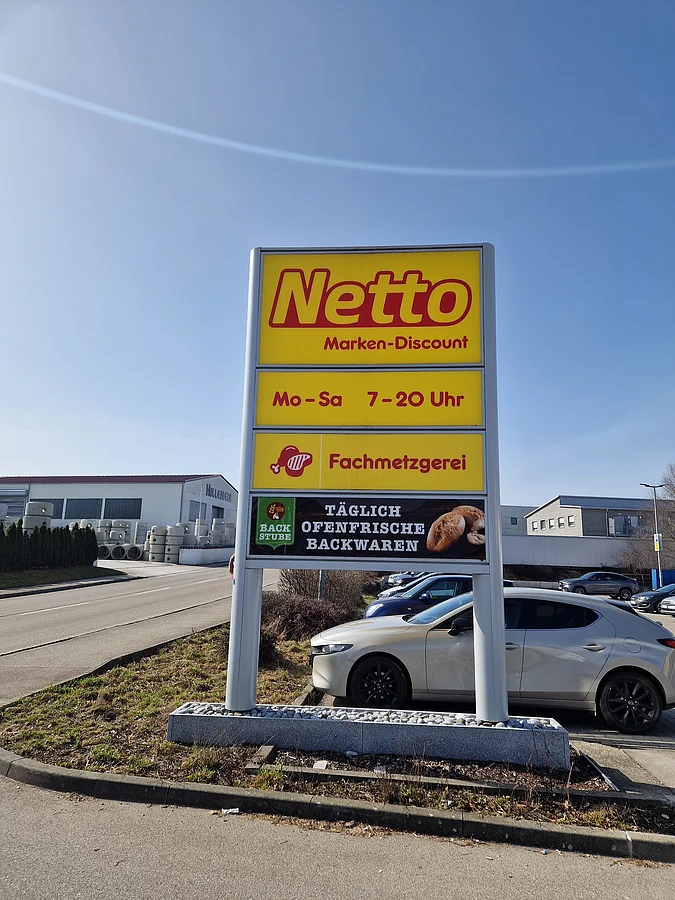 Netto
Marken-Discount
Mo – Sa 7 – 20 Uhr
Fachmetzgerei
BACK
STUBE
TÄGLICH
OFENFRISCHE
BACKWAREN